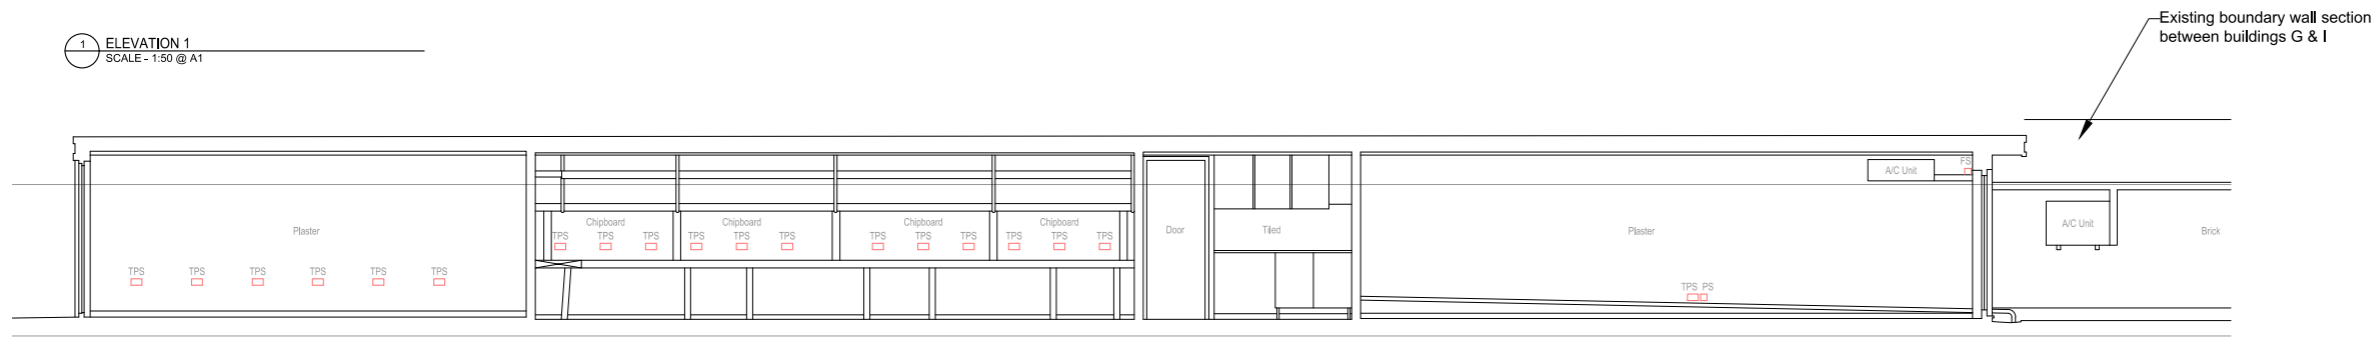 1
ELEVATION 1
SCALE - 1:50 @ A1
Existing boundary wall section
between buildings G & I
FS
A/C Unit
Chipboard Chipboard Chipboard Chipboard
A/C Unit
Plaster
Door
Tiled
Plaster
Brick
TPS TPS TPS TPS TPS TPS TPS TPS TPS TPS TPS TPS
TPS TPS TPS TPS TPS TPS
TPS PS